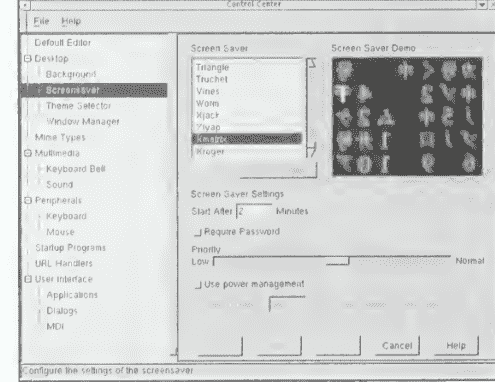 Control Center
File Help
Default Editor
Desktop
Background
Screensaver
Theme Selector
Window Manager
Mime Types
Multimedia
Keyboard Bell
Sound
Peripherals
Keyboard
Mouse
Startup Programs
URL Handlers
User Interface
Applications
Dialogs
MDI
Screen Saver
Triangle
Truchet
Vines
Worm
Xjack
Xlyap
Xmatrix
Xroger
Screen Saver Demo
Screen Saver Settings
Start After 2 Minutes
Require Password
Priority
Low Normal
Use power management
Cancel Help
Configure the settings of the screensaver